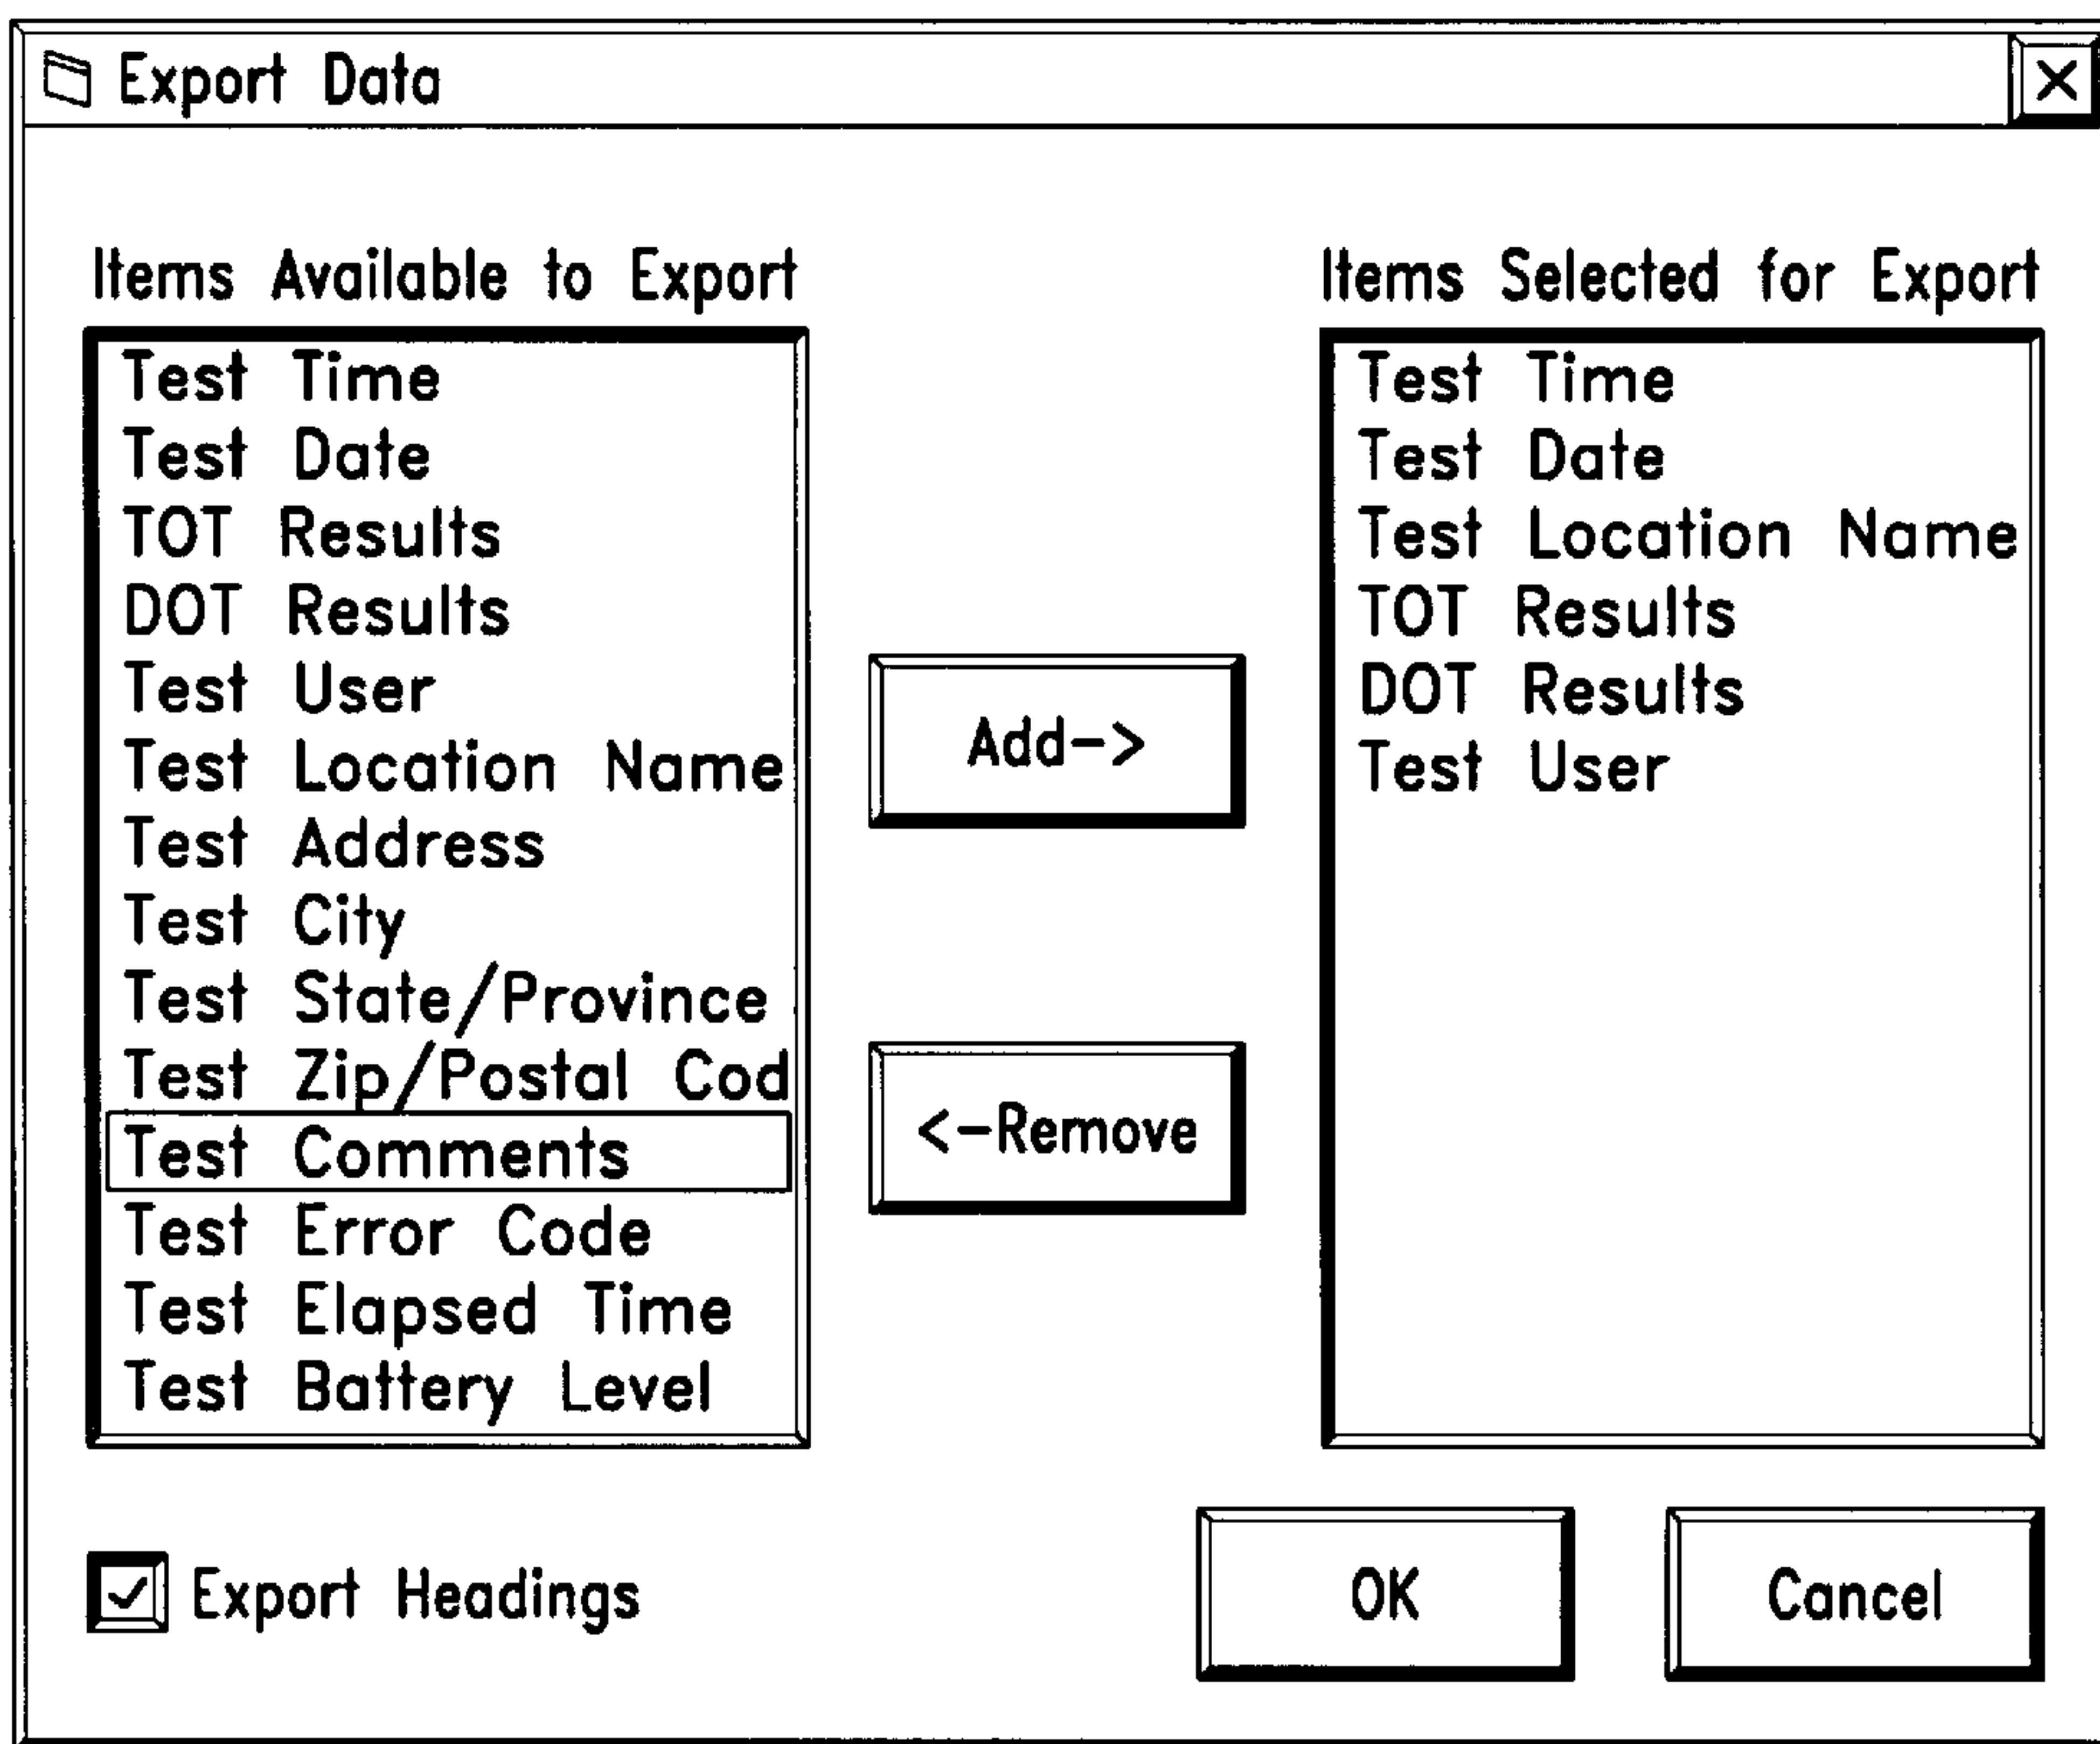 Export Data
Items Available to Export
Test Time
Test Date
TOT Results
DOT Results
Test User
Test Location Name
Test Address
Test City
Test State/Province
Test Zip/Postal Cod
Test Comments
Test Error Code
Test Elapsed Time
Test Battery Level
Add->
<-Remove
Items Selected for Export
Test Time
Test Date
Test Location Name
TOT Results
DOT Results
Test User
Export Headings
OK
Cancel